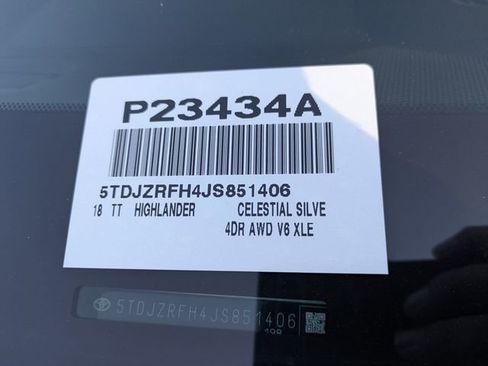 P23434A
5TDJZRFH4JS851406
18 TT HIGHLANDER CELESTIAL SILVE
4DR AWD V6 XLE
5TDJZRFH4JS851406